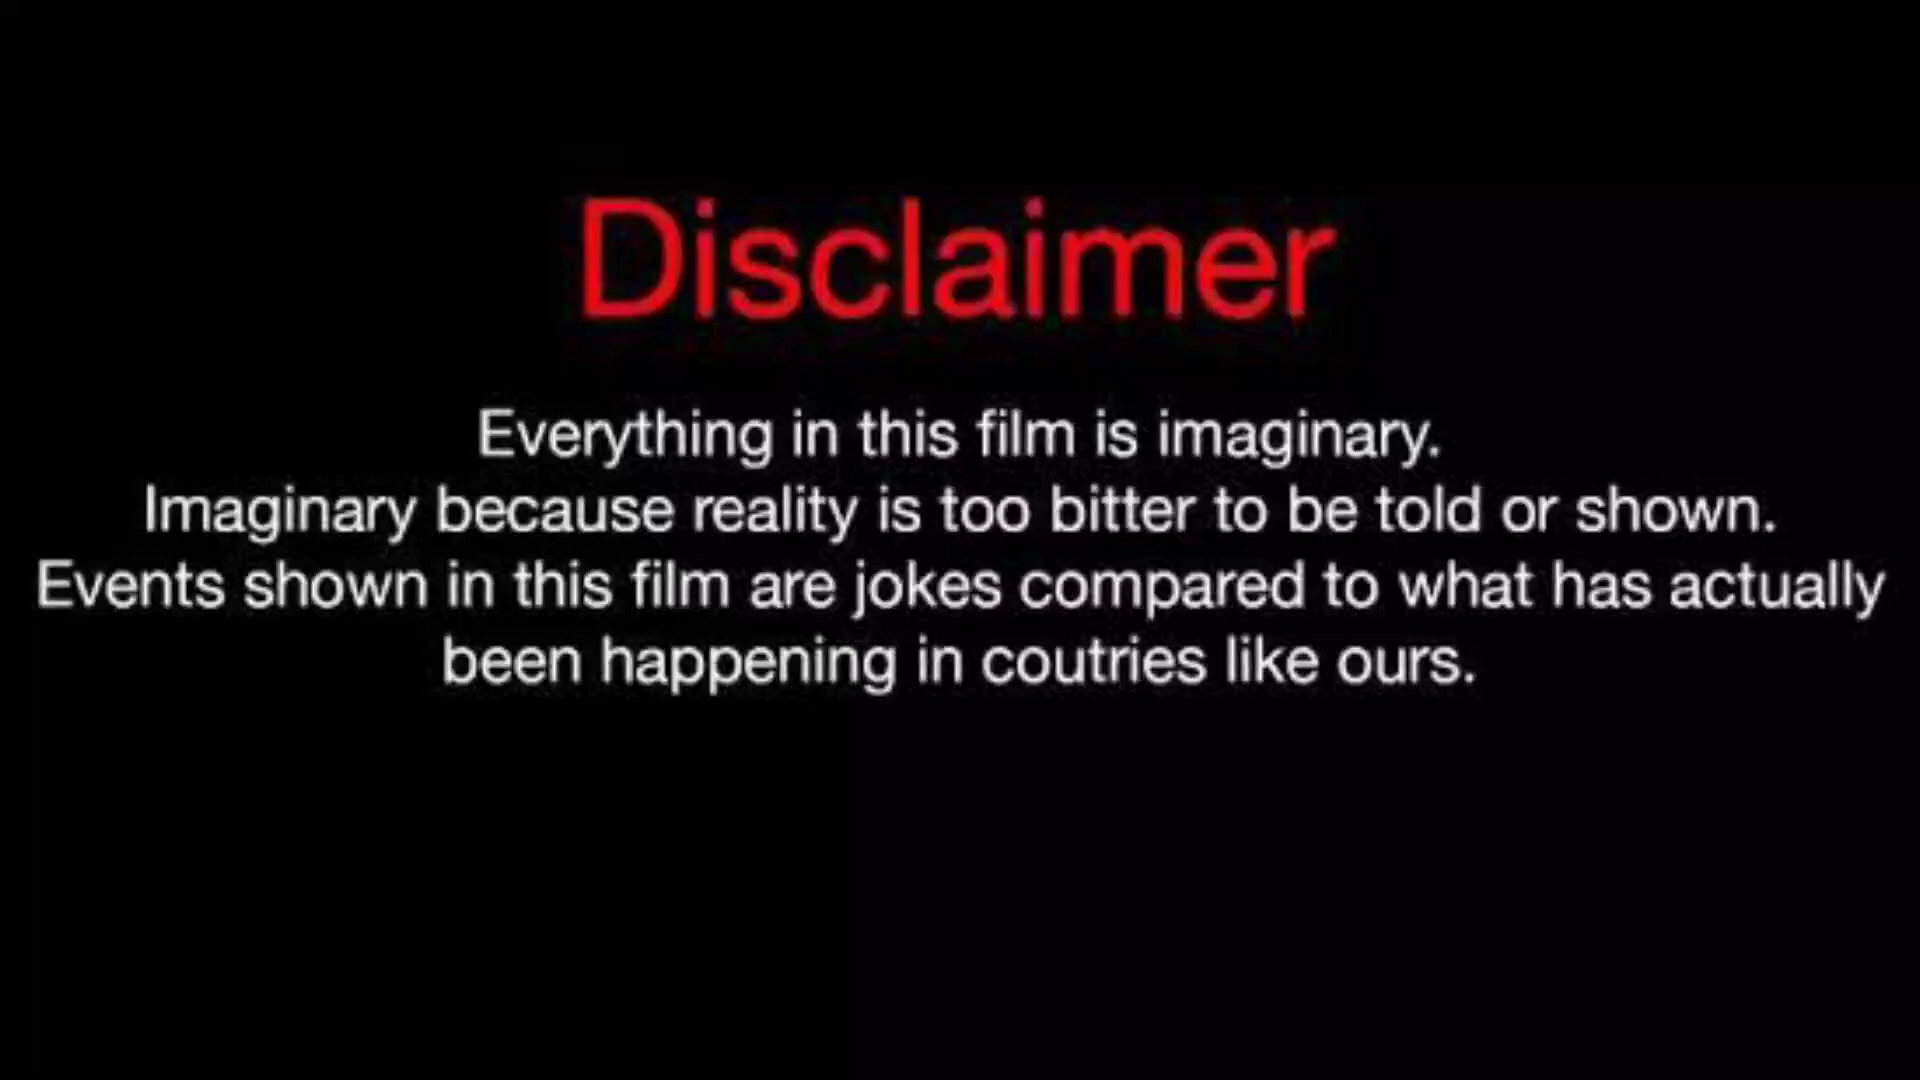 Disclaimer
Everything in this film is imaginary.
Imaginary because reality is too bitter to be told or shown.
Events shown in this film are jokes compared to what has actually
been happening in coutries like ours.